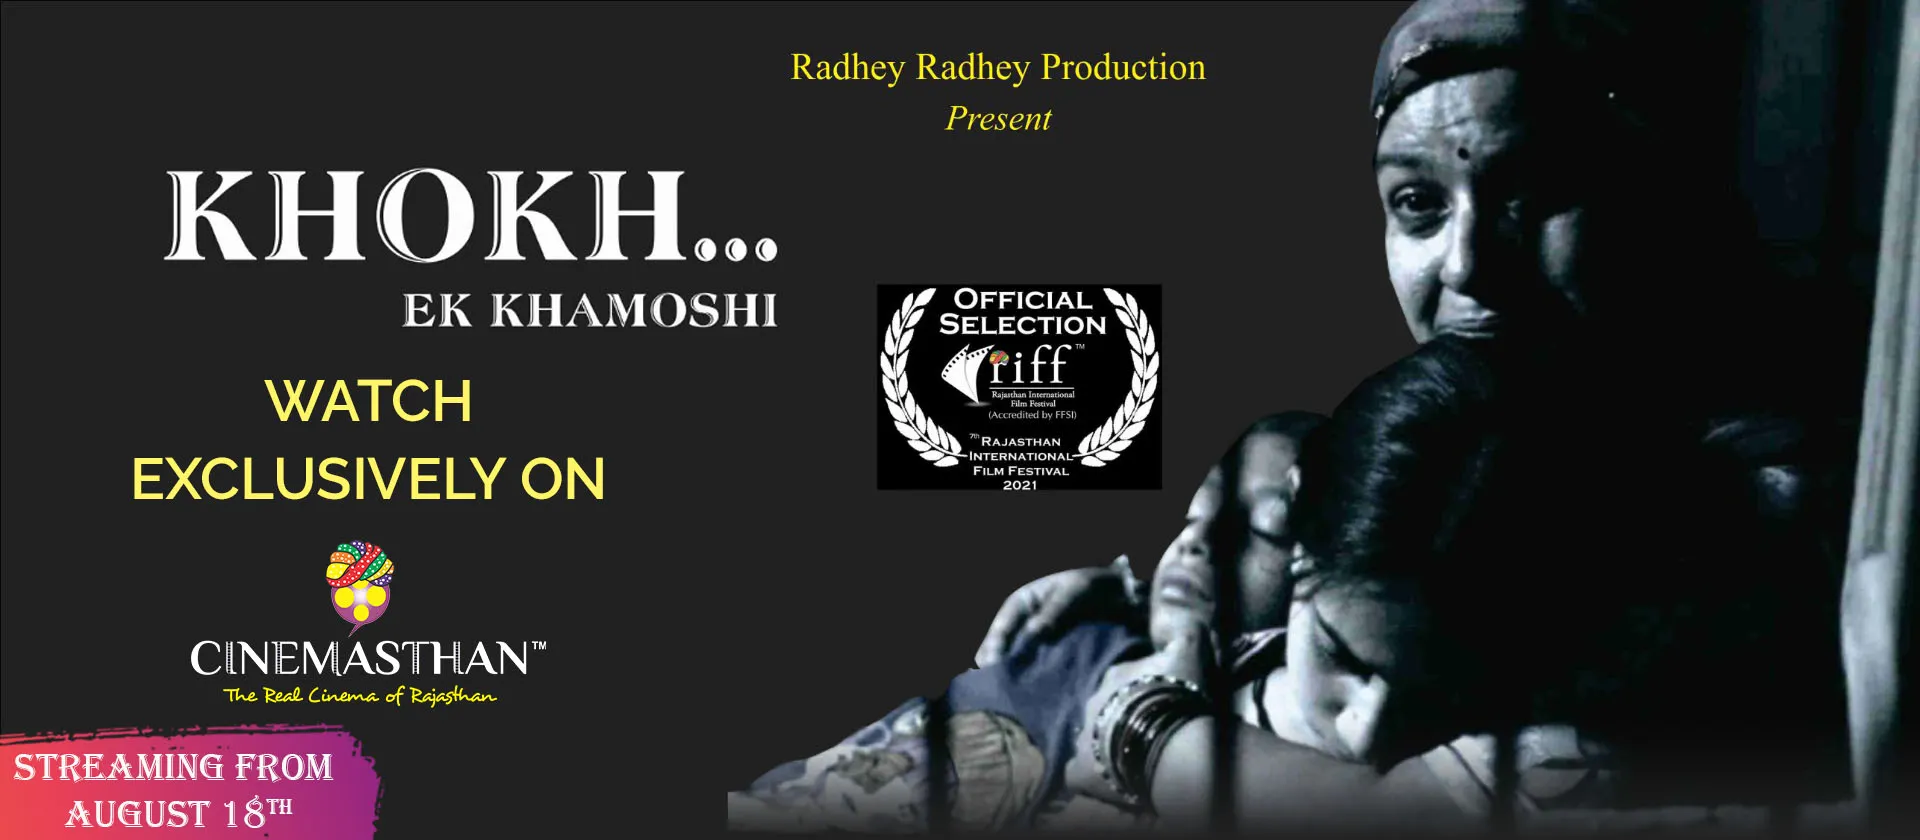 Radhey Radhey Production
Present
KHOKH...
EK KHAMOSHI
WATCH
EXCLUSIVELY ON
CINEMASTHAN™
The Real Cinema of Rajasthan
STREAMING FROM
AUGUST 18TH
OFFICIAL
SELECTION
riff™
Rajasthan International
Film Festival
(Accredited by FFSI)
7th RAJASTHAN
INTERNATIONAL
FILM FESTIVAL
2021